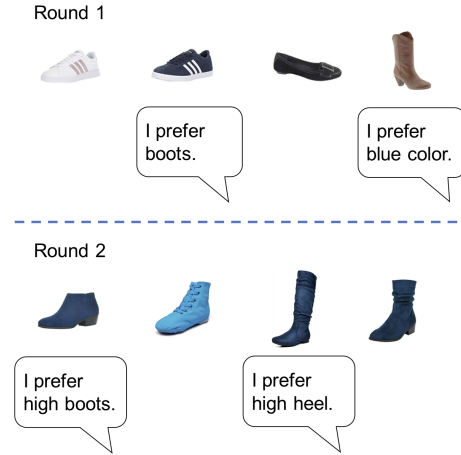 Round 1
I prefer
boots.
I prefer
blue color.
Round 2
I prefer
high boots.
I prefer
high heel.